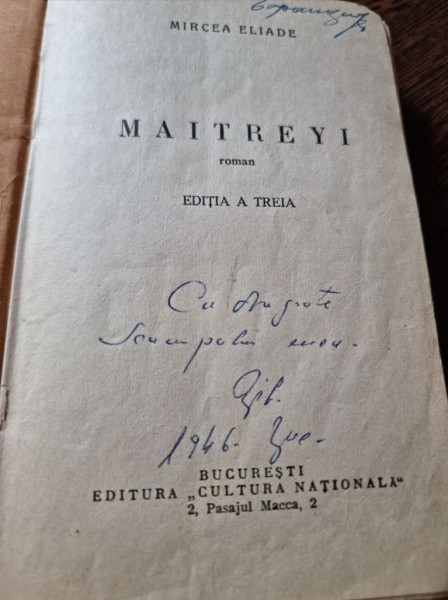 MIRCEA ELIADE
MAITREYI
roman
EDIȚIA A TREIA
Cu dragoste
Scumpului meu.
1946.
BUCUREȘTI
EDITURA „CULTURA NAȚIONALĂ“
2, Pasajul Macca, 2